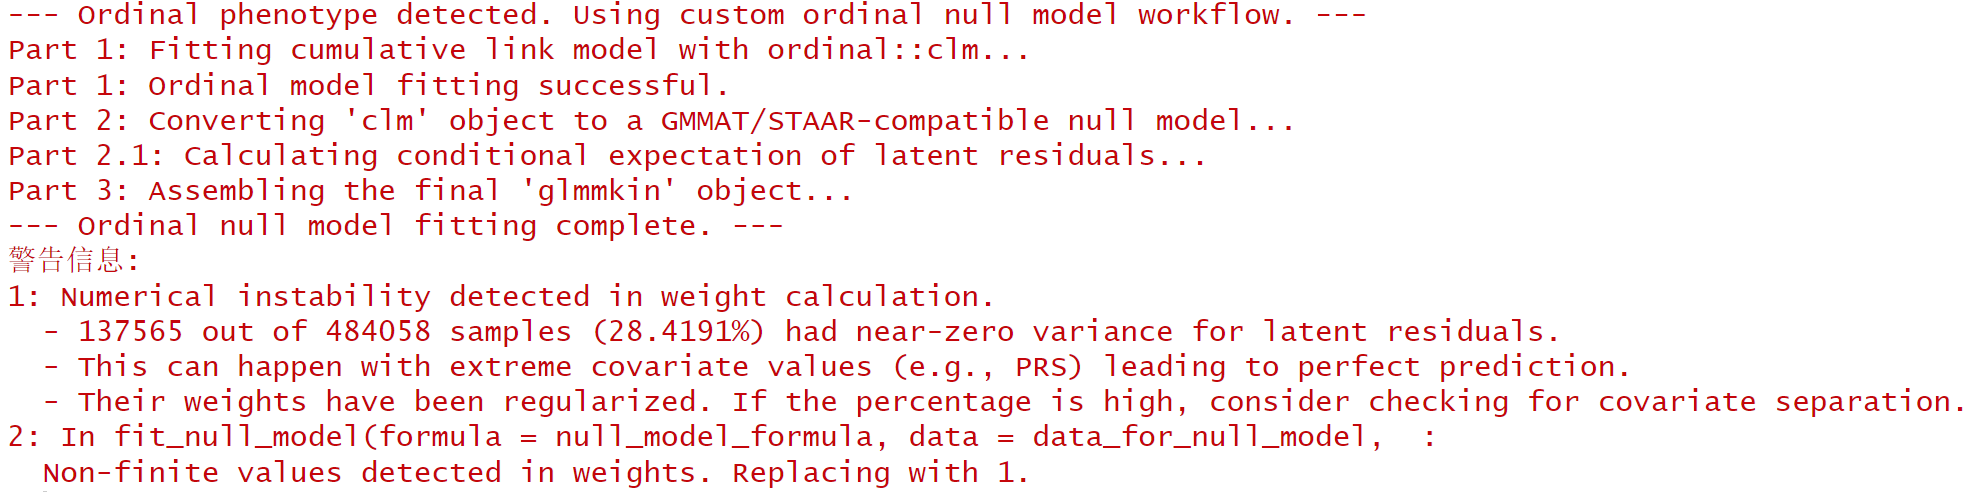 --- Ordinal phenotype detected. Using custom ordinal null model workflow. ---
Part 1: Fitting cumulative link model with ordinal::clm...
Part 1: Ordinal model fitting successful.
Part 2: Converting 'clm' object to a GMMAT/STAAR-compatible null model...
Part 2.1: Calculating conditional expectation of latent residuals...
Part 3: Assembling the final 'glmmkin' object...
--- Ordinal null model fitting complete. ---
警告信息:
1: Numerical instability detected in weight calculation.
  - 137565 out of 484058 samples (28.4191%) had near-zero variance for latent residuals.
  - This can happen with extreme covariate values (e.g., PRS) leading to perfect prediction.
  - Their weights have been regularized. If the percentage is high, consider checking for covariate separation.
2: In fit_null_model(formula = null_model_formula, data = data_for_null_model,  :
  Non-finite values detected in weights. Replacing with 1.